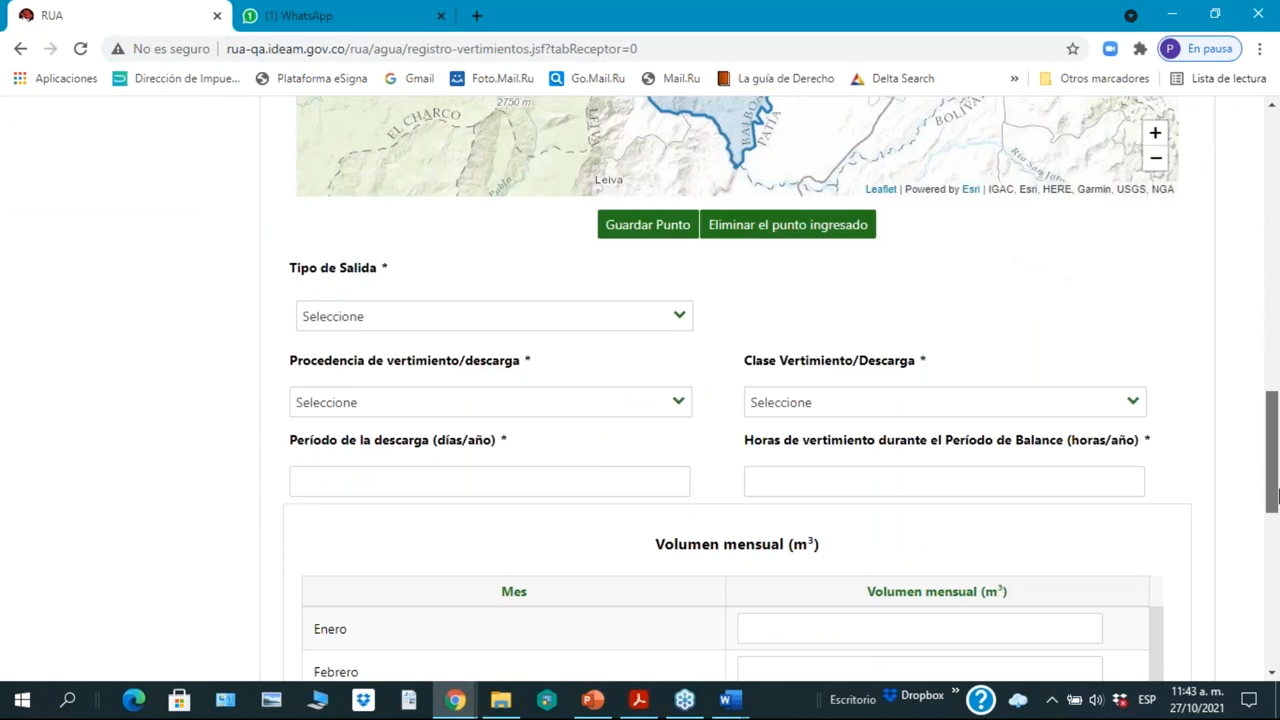 RUA
(1) WhatsApp
No es seguro | rua-qa.ideam.gov.co/rua/agua/registro-vertimientos.jsf?tabReceptor=0
P En pausa
Aplicaciones Dirección de Impue... Plataforma eSigna Gmail Foto.Mail.Ru Go.Mail.Ru Mail.Ru La guía de Derecho Delta Search » Otros marcadores Lista de lectura
2750 m
EL CHARCO
LEIVA
BALBOA
PATÍA
BOLÍVAR
+
Leiva
−
Leaflet | Powered by Esri | IGAC, Esri, HERE, Garmin, USGS, NGA
Guardar Punto Eliminar el punto ingresado
Tipo de Salida *
Seleccione
Procedencia de vertimiento/descarga * Clase Vertimiento/Descarga *
Seleccione Seleccione
Período de la descarga (días/año) * Horas de vertimiento durante el Período de Balance (horas/año) *
Volumen mensual (m³)
Mes Volumen mensual (m³)
Enero
Febrero
Escritorio Dropbox » ESP
11:43 a. m.
27/10/2021